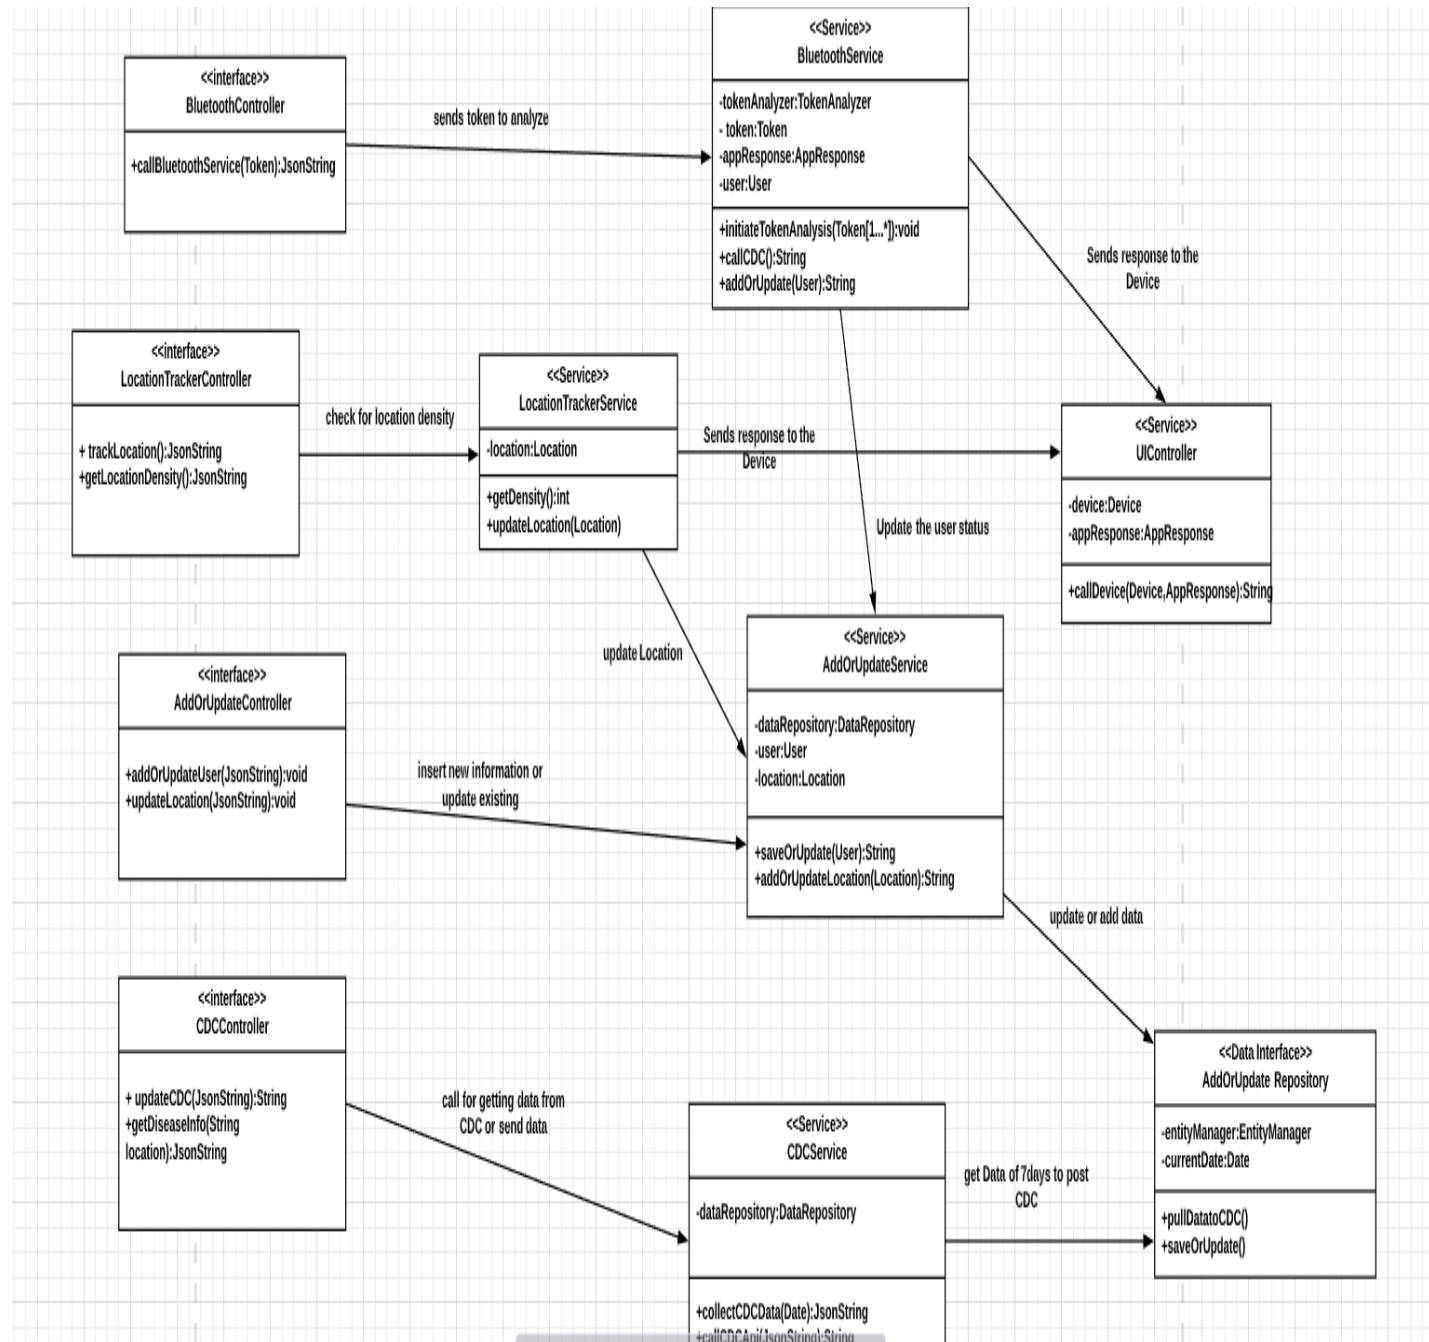 <<interface>>
BluetoothController
+callBluetoothService(Token):JsonString
sends token to analyze
<<Service>>
BluetoothService
-tokenAnalyzer:TokenAnalyzer
- token:Token
-appResponse:AppResponse
-user:User
+initiateTokenAnalysis(Token[1...*]):void
+callCDC():String
+addOrUpdate(User):String
Sends response to the
Device
<<interface>>
LocationTrackerController
+ trackLocation():JsonString
+getLocationDensity():JsonString
check for location density
<<Service>>
LocationTrackerService
-location:Location
+getDensity():int
+updateLocation(Location)
Sends response to the
Device
<<Service>>
UIController
-device:Device
-appResponse:AppResponse
+callDevice(Device,AppResponse):String
Update the user status
update Location
<<interface>>
AddOrUpdateController
+addOrUpdateUser(JsonString):void
+updateLocation(JsonString):void
insert new information or
update existing
<<Service>>
AddOrUpdateService
-dataRepository:DataRepository
-user:User
-location:Location
+saveOrUpdate(User):String
+addOrUpdateLocation(Location):String
update or add data
<<interface>>
CDCController
+ updateCDC(JsonString):String
+getDiseaseInfo(String
location):JsonString
call for getting data from
CDC or send data
<<Service>>
CDCService
-dataRepository:DataRepository
+collectCDCData(Date):JsonString
+callCDCApi(JsonString):String
get Data of 7days to post
CDC
<<Data Interface>>
AddOrUpdate Repository
-entityManager:EntityManager
-currentDate:Date
+pullDatatoCDC()
+saveOrUpdate()